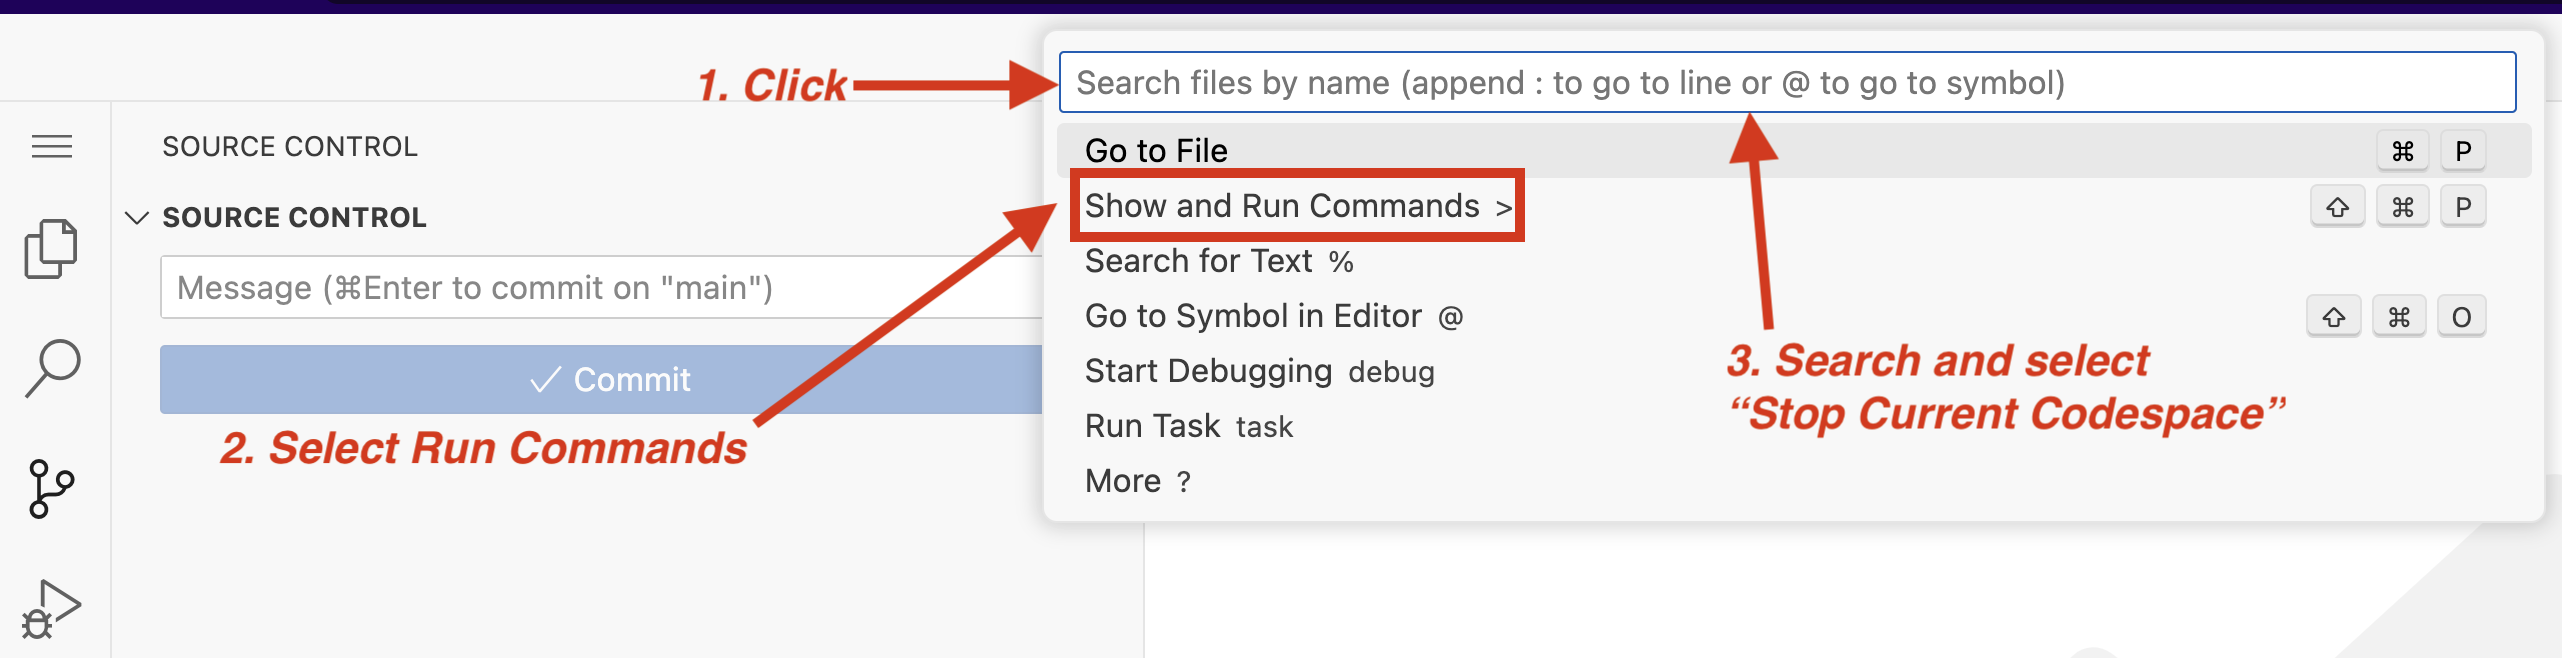 1. Click
Search files by name (append : to go to line or @ to go to symbol)
SOURCE CONTROL
Go to File ⌘ P
SOURCE CONTROL
Show and Run Commands > ⇧ ⌘ P
Message (⌘Enter to commit on "main")
Search for Text %
Go to Symbol in Editor @ ⇧ ⌘ O
✓ Commit
Start Debugging debug
3. Search and select
“Stop Current Codespace”
2. Select Run Commands
Run Task task
More ?